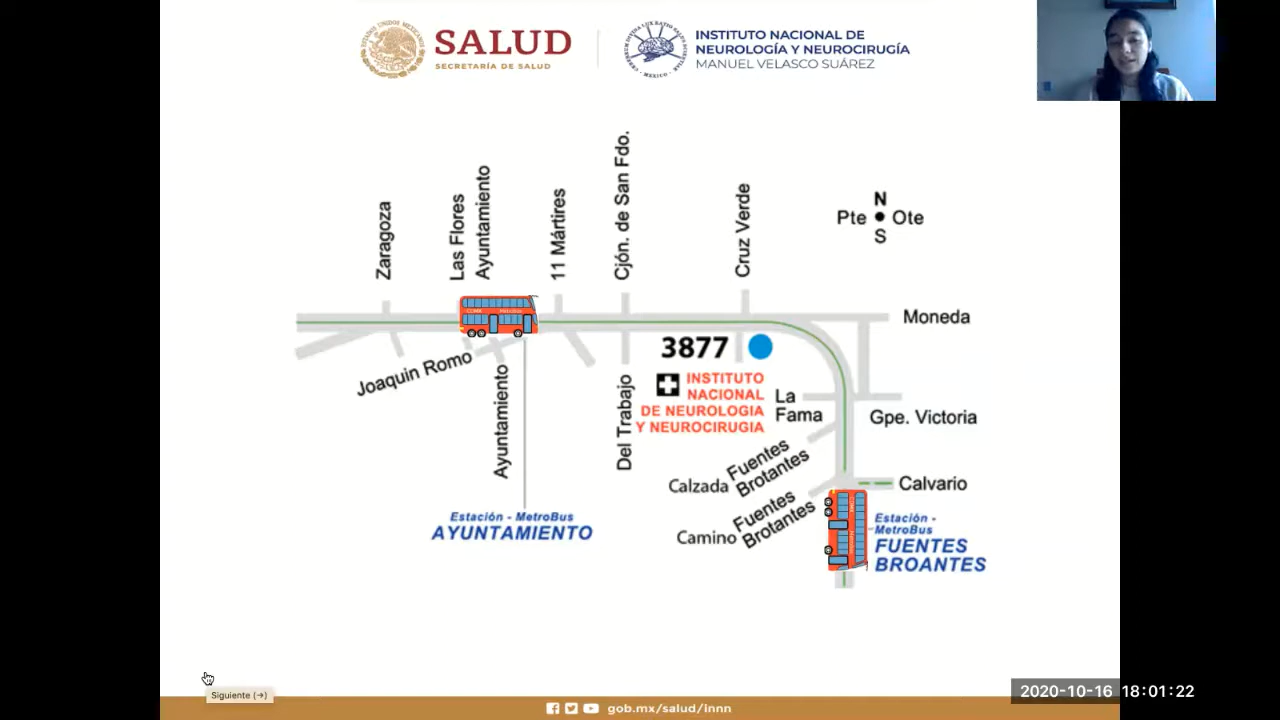 SALUD
SECRETARÍA DE SALUD
INSTITUTO NACIONAL DE
NEUROLOGÍA Y NEUROCIRUGÍA
MANUEL VELASCO SUÁREZ
Zaragoza
Las Flores
Ayuntamiento
11 Mártires
Cjón. de San Fdo.
Cruz Verde
N
Pte
Ote
S
Moneda
3877
INSTITUTO
NACIONAL
DE NEUROLOGIA
Y NEUROCIRUGIA
Joaquin Romo
Ayuntamiento
Del Trabajo
La
Fama
Gpe. Victoria
Calzada
Fuentes
Brotantes
Calvario
Camino
Fuentes
Brotantes
Estación -
MetroBus
FUENTES
BROANTES
Estación - MetroBus
AYUNTAMIENTO
Siguiente (→)
2020-10-16 18:01:22
gob.mx/salud/innn